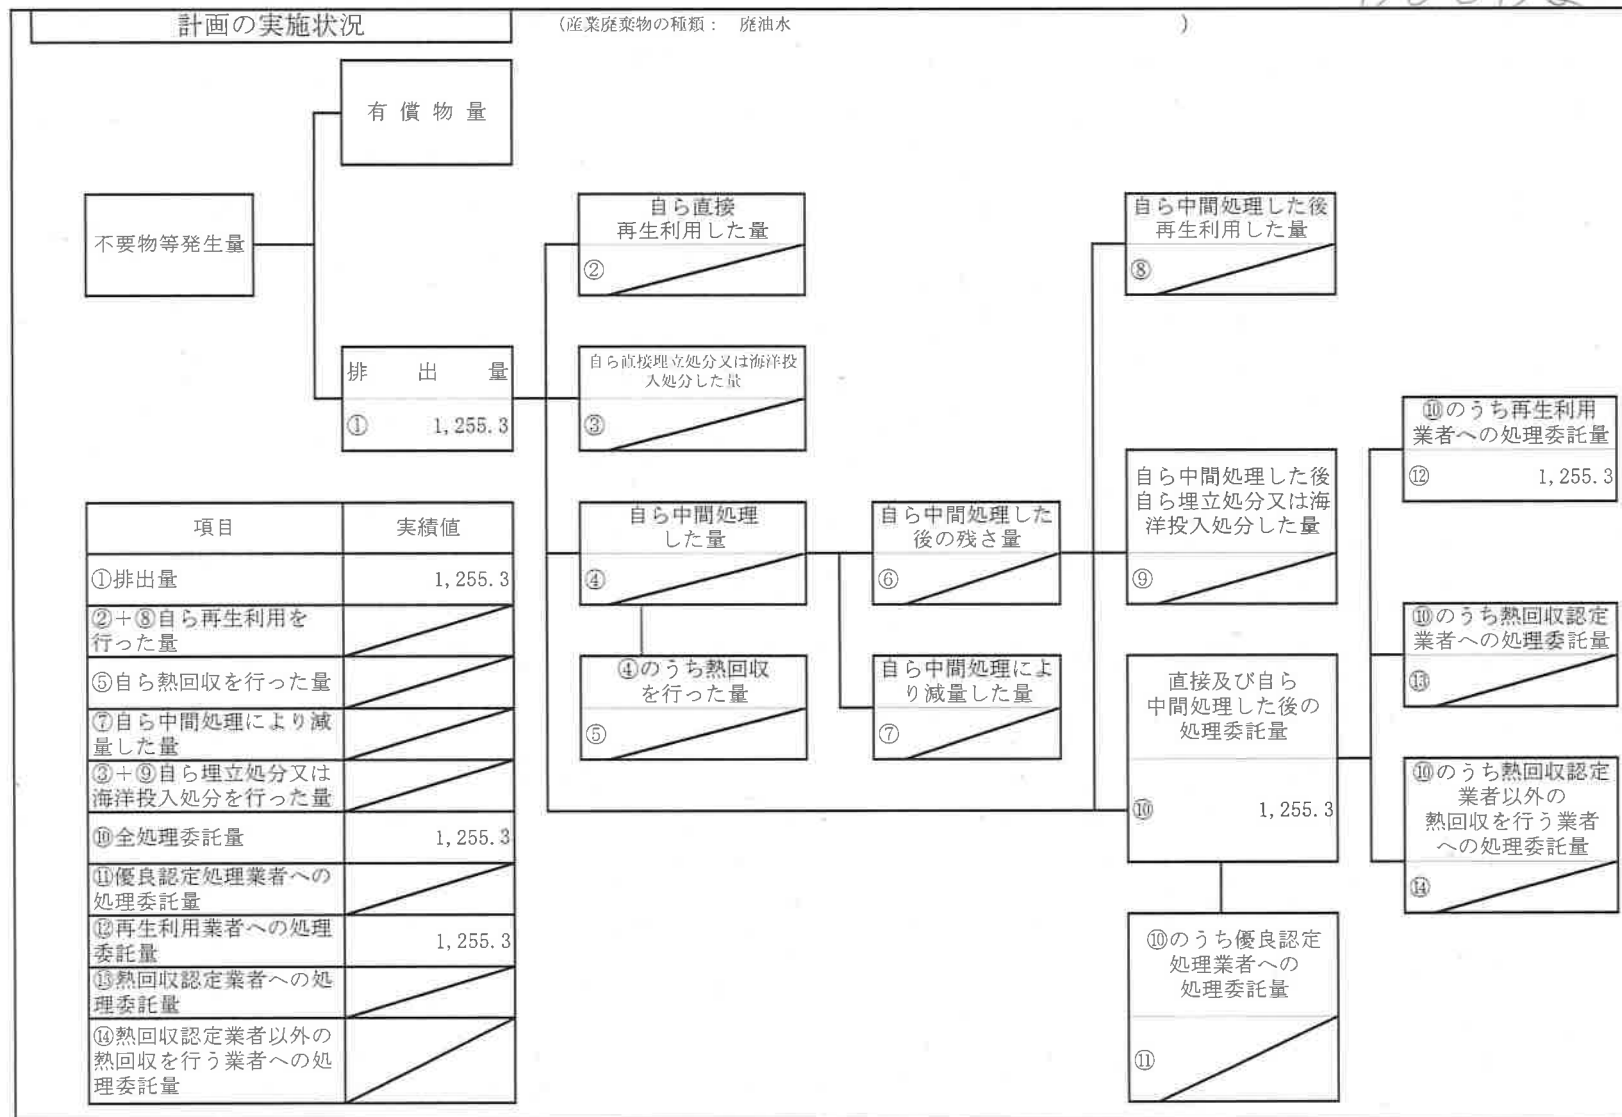 計画の実施状況
（産業廃棄物の種類： 廃油水 ）
有償物量
不要物等発生量
排出量
① 1,255.3
自ら直接
再生利用した量
②
自ら直接埋立処分又は海洋投
入処分した量
③
自ら中間処理
した量
④
④のうち熱回収
を行った量
⑤
自ら中間処理した
後の残さ量
⑥
自ら中間処理によ
り減量した量
⑦
自ら中間処理した後
再生利用した量
⑧
自ら中間処理した後
自ら埋立処分又は海
洋投入処分した量
⑨
直接及び自ら
中間処理した後の
処理委託量
⑩ 1,255.3
⑩のうち優良認定
処理業者への
処理委託量
⑪
⑩のうち再生利用
業者への処理委託量
⑫ 1,255.3
⑩のうち熱回収認定
業者への処理委託量
⑬
⑩のうち熱回収認定
業者以外の
熱回収を行う業者
への処理委託量
⑭
項目 実績値
①排出量 1,255.3
②＋⑧自ら再生利用を
行った量
⑤自ら熱回収を行った量
⑦自ら中間処理により減
量した量
③＋⑨自ら埋立処分又は
海洋投入処分を行った量
⑩全処理委託量 1,255.3
⑪優良認定処理業者への
処理委託量
⑫再生利用業者への処理
委託量 1,255.3
⑬熱回収認定業者への処
理委託量
⑭熱回収認定業者以外の
熱回収を行う業者への処
理委託量